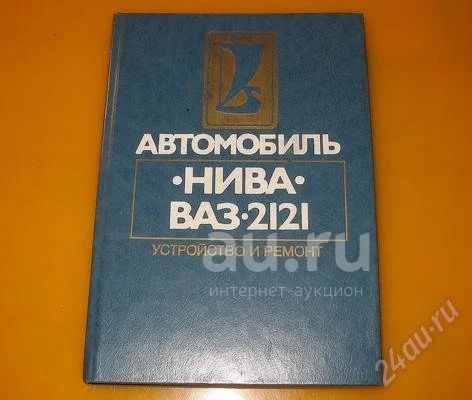 АВТОМОБИЛЬ
·НИВА·
ВАЗ·2121
УСТРОЙСТВО И РЕМОНТ
au.ru
интернет-аукцион
24au.ru